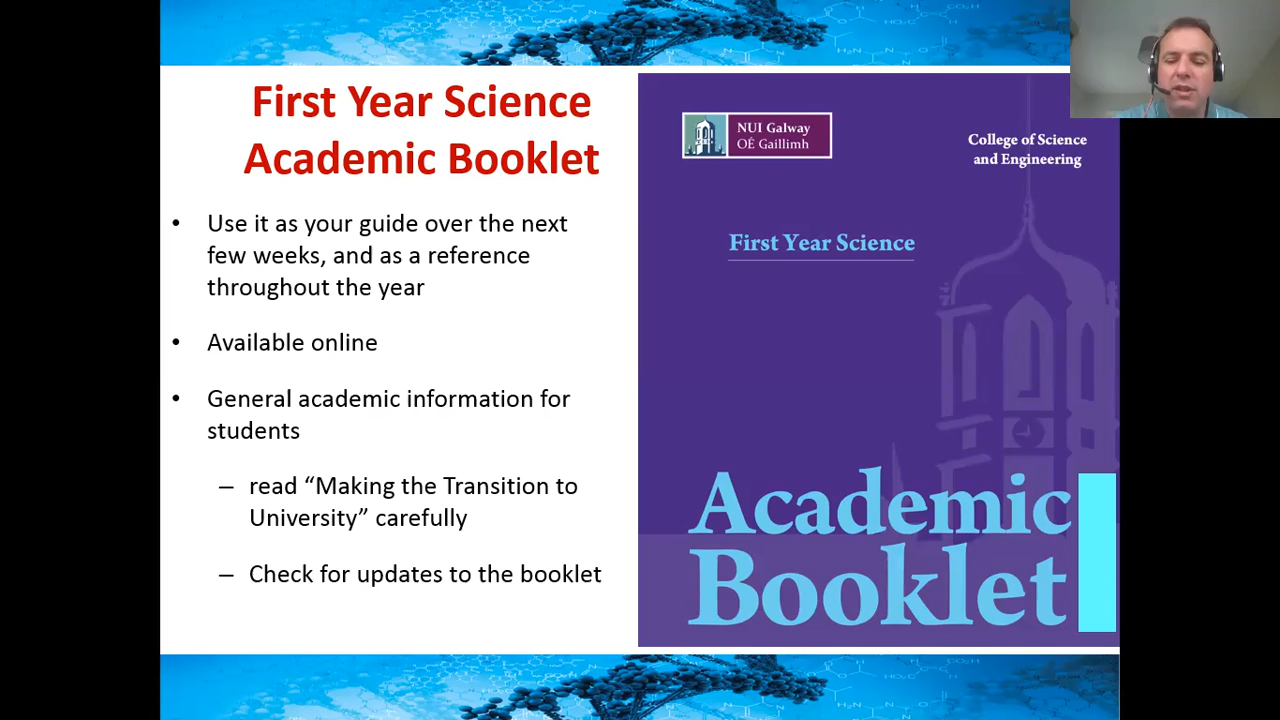 First Year Science
Academic Booklet
• Use it as your guide over the next
few weeks, and as a reference
throughout the year
• Available online
• General academic information for
students
– read “Making the Transition to
University” carefully
– Check for updates to the booklet
NUI Galway
OÉ Gaillimh
College of Science
and Engineering
First Year Science
Academic
Booklet